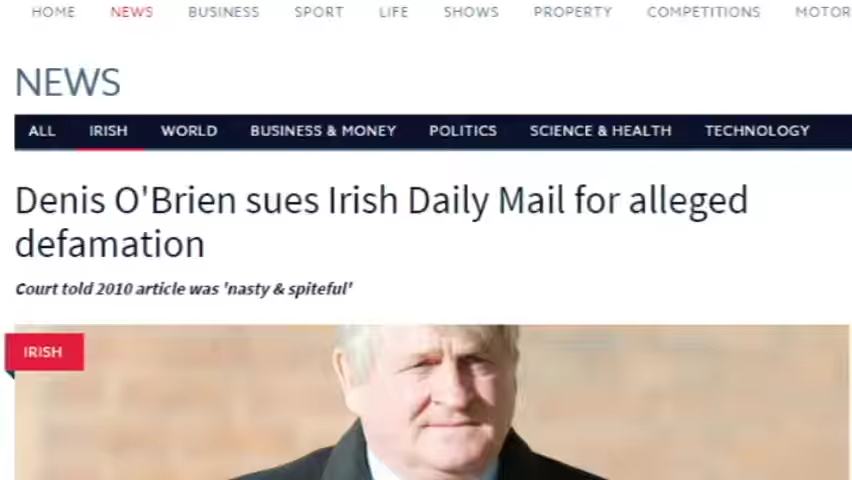 HOME NEWS BUSINESS SPORT LIFE SHOWS PROPERTY COMPETITIONS MOTOR
NEWS
ALL IRISH WORLD BUSINESS & MONEY POLITICS SCIENCE & HEALTH TECHNOLOGY
Denis O'Brien sues Irish Daily Mail for alleged
defamation
Court told 2010 article was 'nasty & spiteful'
IRISH